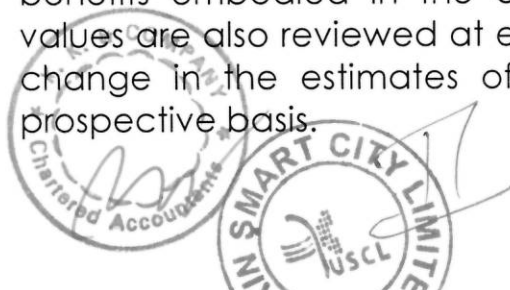 benefits embodied in the
values are also reviewed at e
change in the estimates of
prospective basis.
COMPANY
Chartered Accountants
SMART CITY LIMITE
USCL